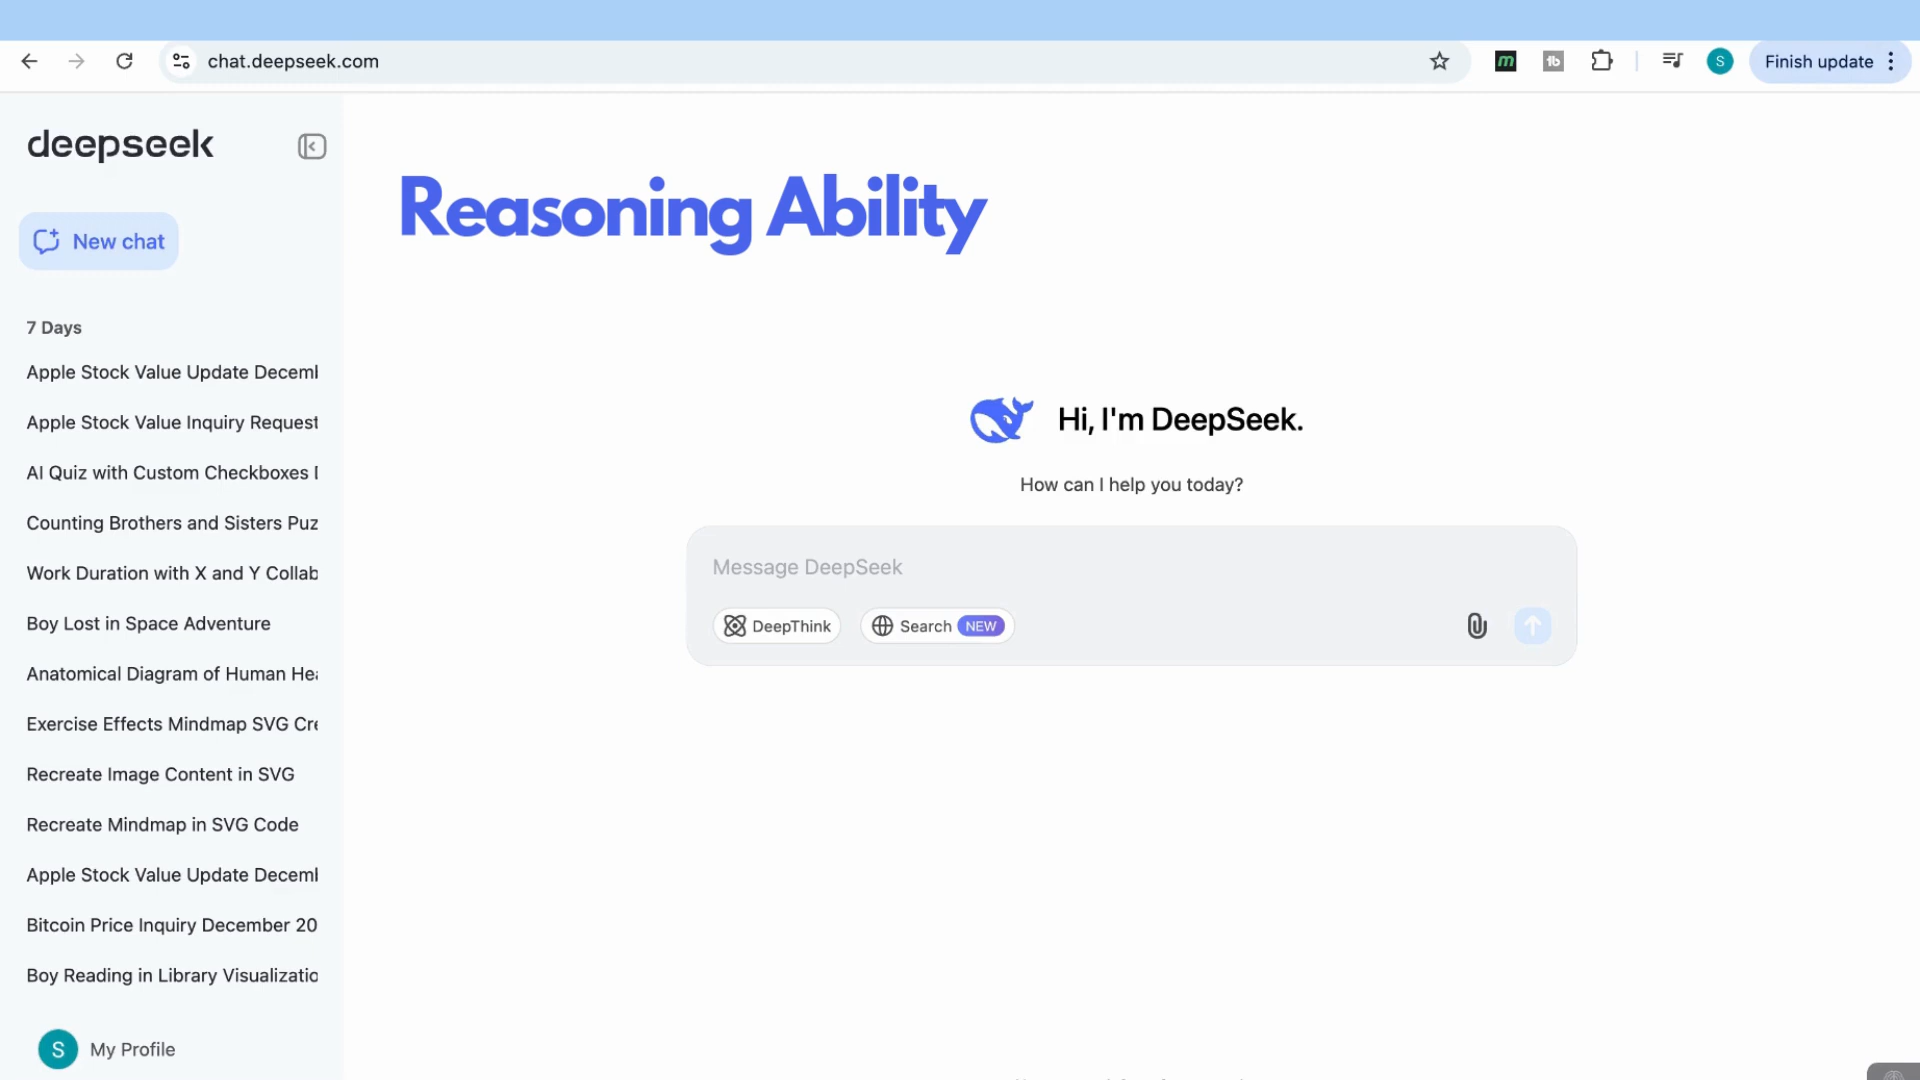 chat.deepseek.com
Finish update
S
deepseek
New chat
7 Days
Apple Stock Value Update Decem
Apple Stock Value Inquiry Request
AI Quiz with Custom Checkboxes
Counting Brothers and Sisters Puz
Work Duration with X and Y Collab
Boy Lost in Space Adventure
Anatomical Diagram of Human Hea
Exercise Effects Mindmap SVG Cre
Recreate Image Content in SVG
Recreate Mindmap in SVG Code
Apple Stock Value Update Decem
Bitcoin Price Inquiry December 20
Boy Reading in Library Visualizatio
S My Profile
Reasoning Ability
Hi, I'm DeepSeek.
How can I help you today?
Message DeepSeek
DeepThink
Search NEW